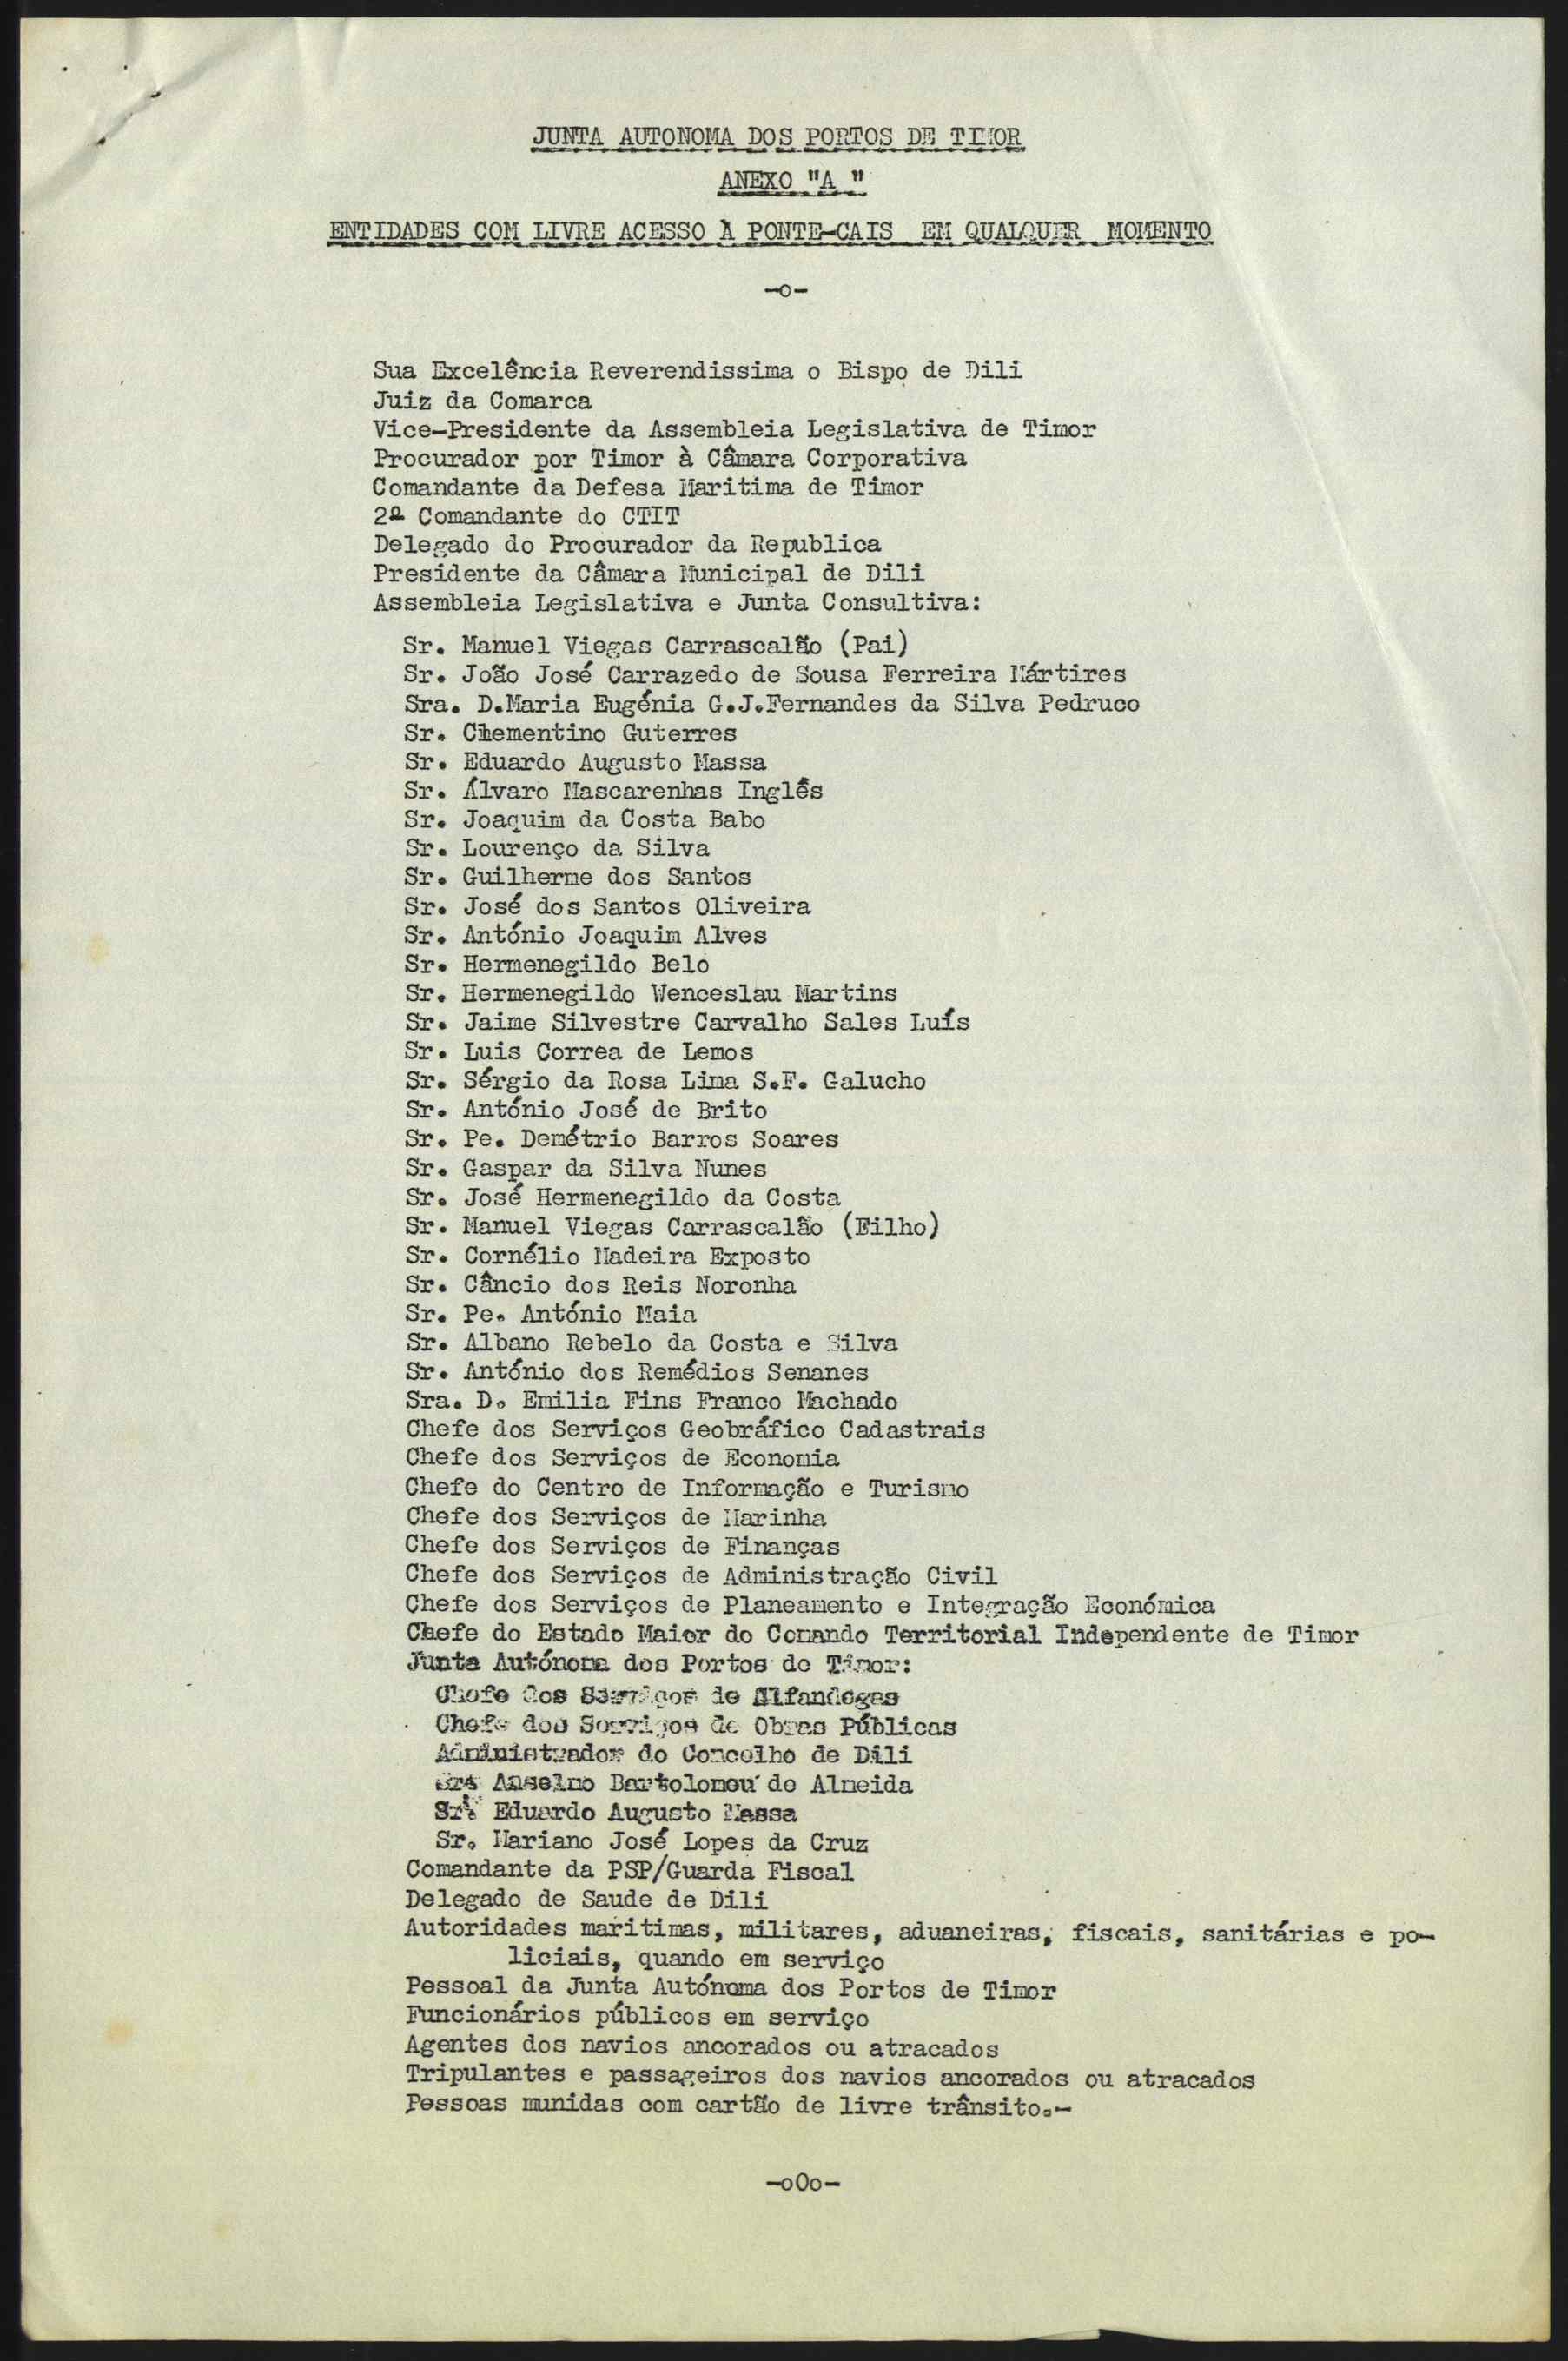 JUNTA AUTONOMA DOS PORTOS DE TIMOR
ANEXO "A "
ENTIDADES COM LIVRE ACESSO À PONTE-CAIS EM QUALQUER MOMENTO
-o-
Sua Excelência Reverendissima o Bispo de Dili
Juiz da Comarca
Vice-Presidente da Assembleia Legislativa de Timor
Procurador por Timor à Câmara Corporativa
Comandante da Defesa Maritima de Timor
2º Comandante do CTIT
Delegado do Procurador da Republica
Presidente da Câmara Municipal de Dili
Assembleia Legislativa e Junta Consultiva:
Sr. Manuel Viegas Carrascalão (Pai)
Sr. João José Carrazedo de Sousa Ferreira Mártires
Sra. D.Maria Eugénia G.J.Fernandes da Silva Pedruco
Sr. Clementino Guterres
Sr. Eduardo Augusto Massa
Sr. Álvaro Mascarenhas Inglês
Sr. Joaquim da Costa Babo
Sr. Lourenço da Silva
Sr. Guilherme dos Santos
Sr. José dos Santos Oliveira
Sr. António Joaquim Alves
Sr. Hermenegildo Belo
Sr. Hermenegildo Wenceslau Martins
Sr. Jaime Silvestre Carvalho Sales Luís
Sr. Luis Correa de Lemos
Sr. Sérgio da Rosa Lima S.F. Galucho
Sr. António José de Brito
Sr. Pe. Demétrio Barros Soares
Sr. Gaspar da Silva Nunes
Sr. José Hermenegildo da Costa
Sr. Manuel Viegas Carrascalão (Filho)
Sr. Cornélio Madeira Exposto
Sr. Câncio dos Reis Noronha
Sr. Pe. António Maia
Sr. Albano Rebelo da Costa e Silva
Sr. António dos Remédios Senanes
Sra. D. Emilia Fins Franco Machado
Chefe dos Serviços Geobráfico Cadastrais
Chefe dos Serviços de Economia
Chefe do Centro de Informação e Turismo
Chefe dos Serviços de Marinha
Chefe dos Serviços de Finanças
Chefe dos Serviços de Administração Civil
Chefe dos Serviços de Planeamento e Integração Económica
Chefe do Estado Maior do Comando Territorial Independente de Timor
Junta Autónoma dos Portos de Timor:
Chefe dos Serviços de Alfandegas
Chefe dos Serviços de Obras Públicas
Administrador do Concelho de Dili
Sr. Anselmo Bartolomeu de Almeida
Sr. Eduardo Augusto Massa
Sr. Mariano José Lopes da Cruz
Comandante da PSP/Guarda Fiscal
Delegado de Saude de Dili
Autoridades maritimas, militares, aduaneiras, fiscais, sanitárias e po-
liciais, quando em serviço
Pessoal da Junta Autónoma dos Portos de Timor
Funcionários públicos em serviço
Agentes dos navios ancorados ou atracados
Tripulantes e passageiros dos navios ancorados ou atracados
Pessoas munidas com cartão de livre trânsito.-
-oOo-